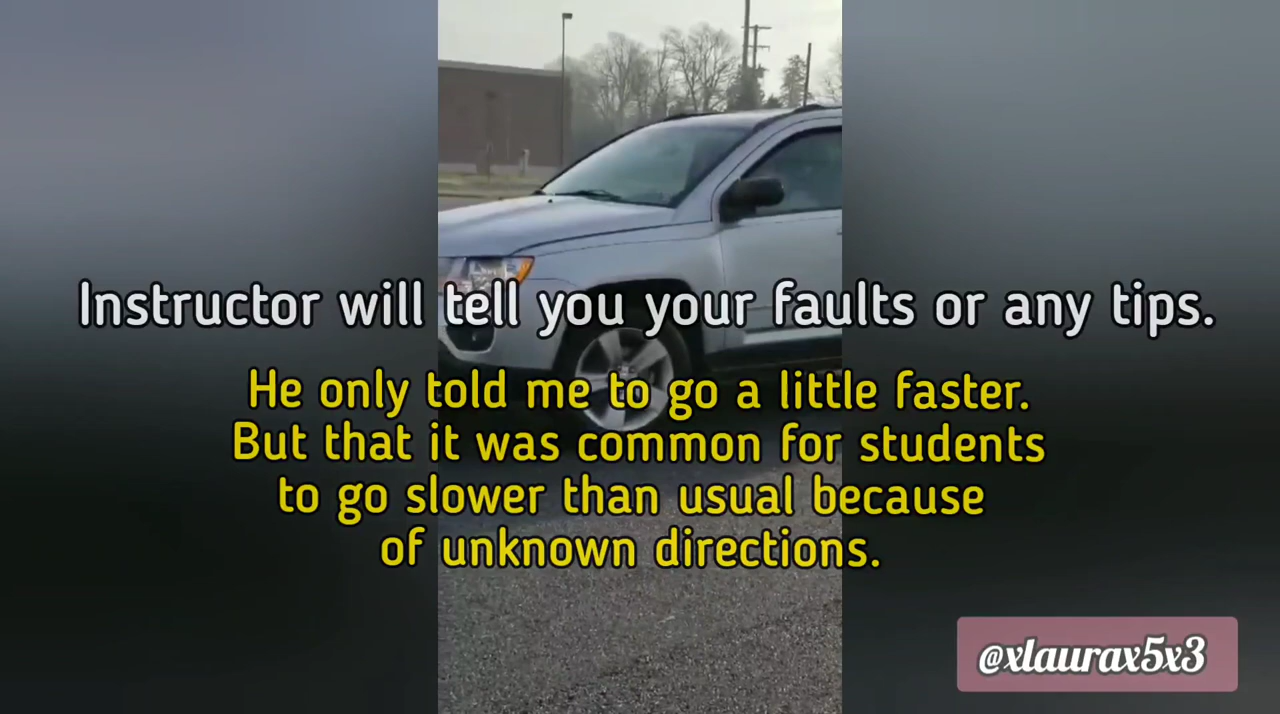 Instructor will tell you your faults or any tips.
He only told me to go a little faster.
But that it was common for students
to go slower than usual because
of unknown directions.
@xlaurax5x3